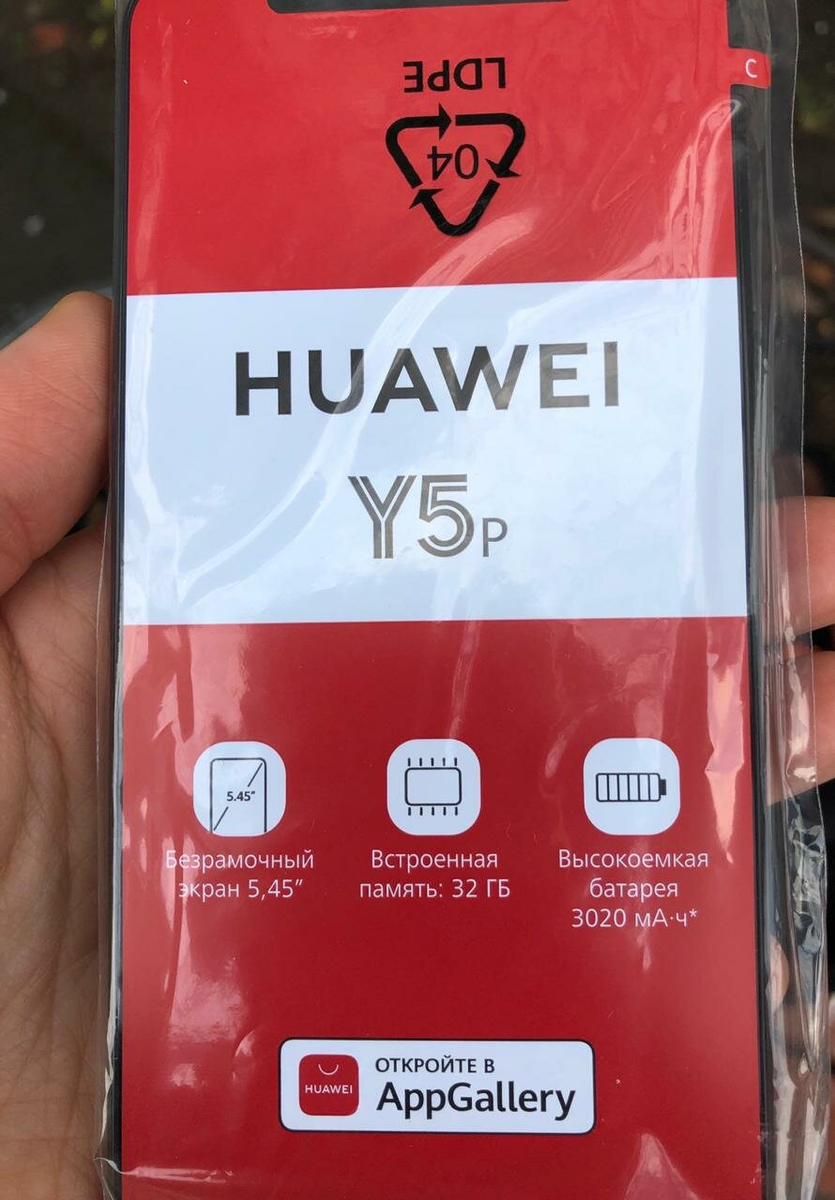 LDPE
04
C
HUAWEI
Y5P
5.45"
Безрамочный
экран 5,45"
Встроенная
память: 32 ГБ
Высокоемкая
батарея
3020 мА·ч*
HUAWEI
ОТКРОЙТЕ В
AppGallery